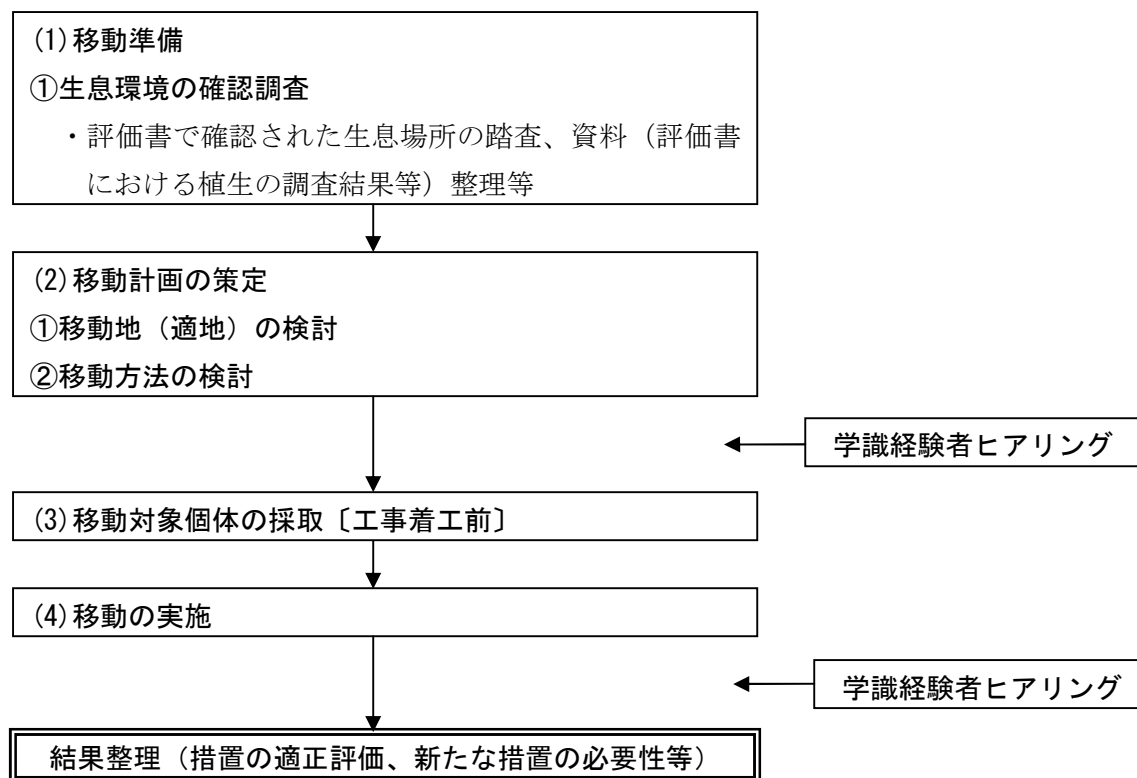 (1)移動準備
①生息環境の確認調査
・評価書で確認された生息場所の踏査、資料（評価書
における植生の調査結果等）整理等
(2)移動計画の策定
①移動地（適地）の検討
②移動方法の検討
学識経験者ヒアリング
(3)移動対象個体の採取〔工事着工前〕
(4)移動の実施
学識経験者ヒアリング
結果整理（措置の適正評価、新たな措置の必要性等）